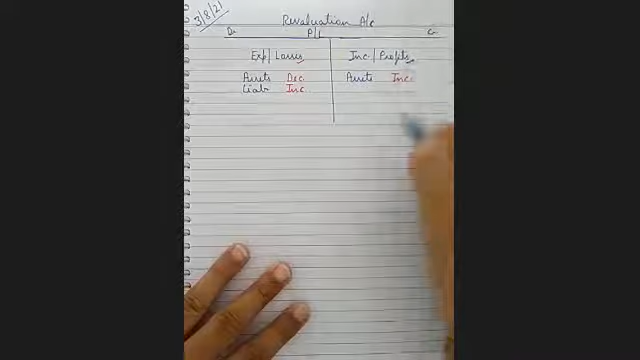 3/8/21
Revaluation A/c
Dr. P/L Cr.
Exp/Losses Inc./Profits
Assets Dec. Assets Inc.
Liab Inc.